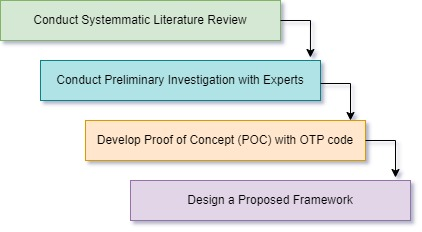 Conduct Systemmatic Literature Review
Conduct Preliminary Investigation with Experts
Develop Proof of Concept (POC) with OTP code
Design a Proposed Framework